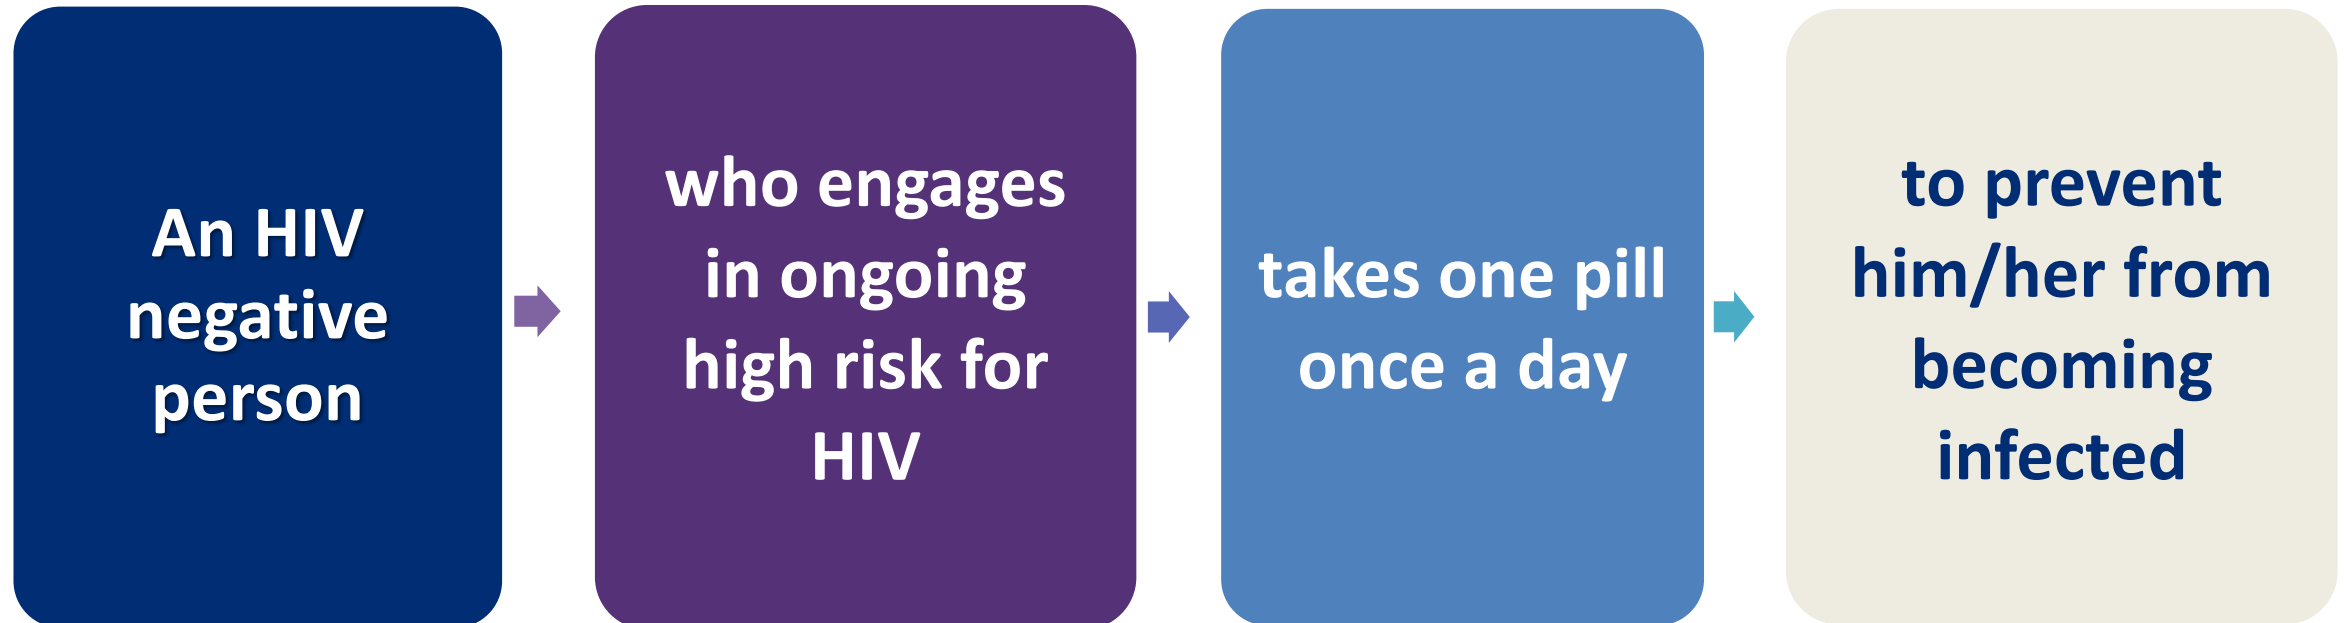 An HIV
negative
person
who engages
in ongoing
high risk for
HIV
takes one pill
once a day
to prevent
him/her from
becoming
infected